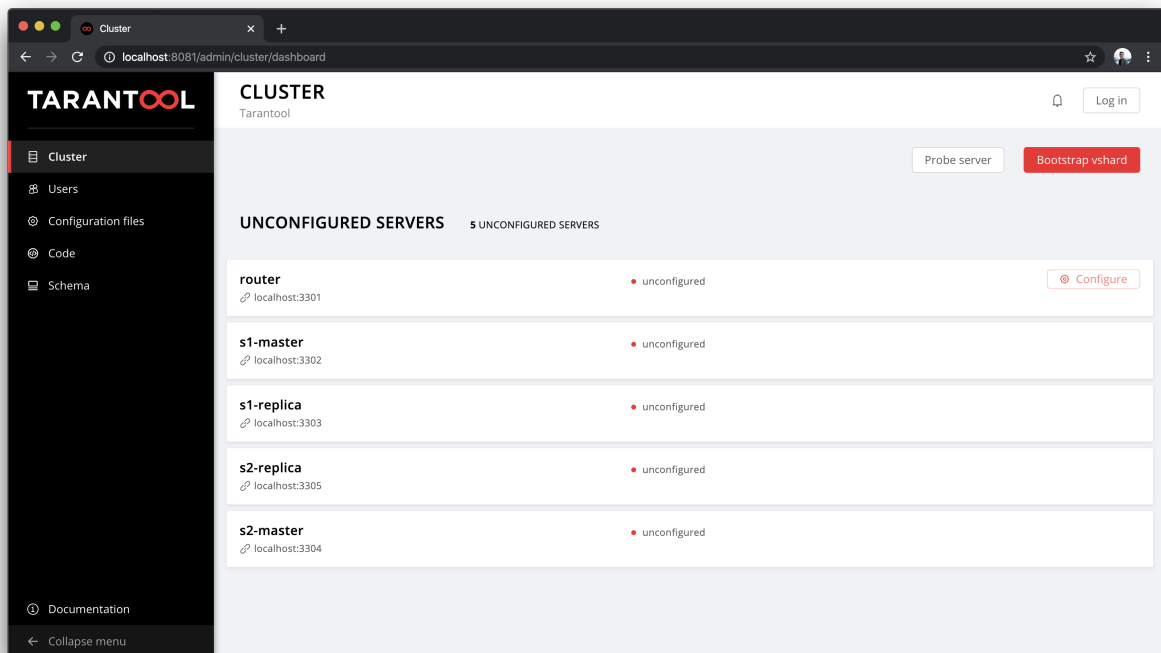 Cluster
localhost:8081/admin/cluster/dashboard
TARANTOOL
CLUSTER
Tarantool
Log in
Cluster
Users
Configuration files
Code
Schema
Documentation
Collapse menu
Probe server
Bootstrap vshard
UNCONFIGURED SERVERS 5 UNCONFIGURED SERVERS
router
localhost:3301
unconfigured
Configure
s1-master
localhost:3302
unconfigured
s1-replica
localhost:3303
unconfigured
s2-replica
localhost:3305
unconfigured
s2-master
localhost:3304
unconfigured